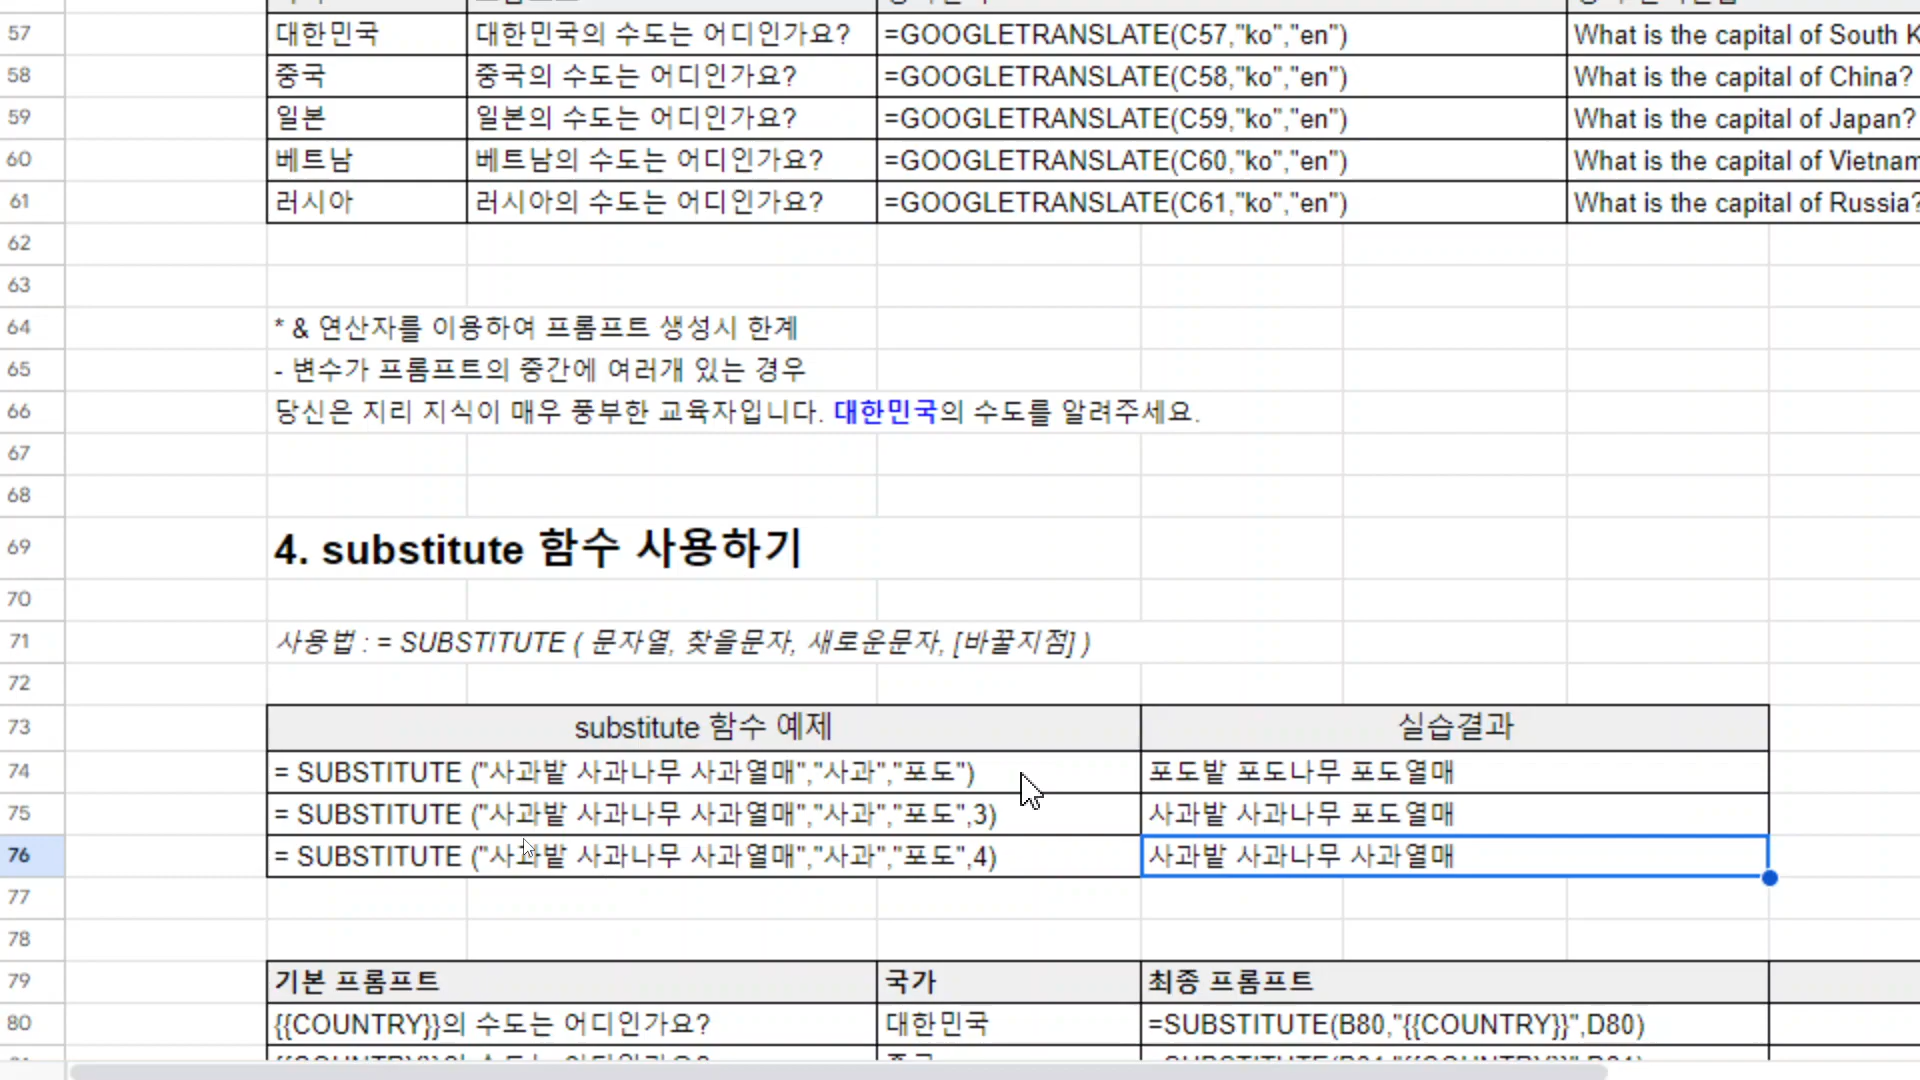 57 대한민국 대한민국의 수도는 어디인가요? =GOOGLETRANSLATE(C57,"ko","en") What is the capital of South K
58 중국 중국의 수도는 어디인가요? =GOOGLETRANSLATE(C58,"ko","en") What is the capital of China?
59 일본 일본의 수도는 어디인가요? =GOOGLETRANSLATE(C59,"ko","en") What is the capital of Japan?
60 베트남 베트남의 수도는 어디인가요? =GOOGLETRANSLATE(C60,"ko","en") What is the capital of Vietnam
61 러시아 러시아의 수도는 어디인가요? =GOOGLETRANSLATE(C61,"ko","en") What is the capital of Russia?
62
63
64 * & 연산자를 이용하여 프롬프트 생성시 한계
65 - 변수가 프롬프트의 중간에 여러개 있는 경우
66 당신은 지리 지식이 매우 풍부한 교육자입니다. 대한민국의 수도를 알려주세요.
67
68
69 4. substitute 함수 사용하기
70
71 사용법 : = SUBSTITUTE ( 문자열, 찾을문자, 새로운문자, [바꿀지점] )
72
73 substitute 함수 예제 실습결과
74 = SUBSTITUTE ("사과밭 사과나무 사과열매","사과","포도") 포도밭 포도나무 포도열매
75 = SUBSTITUTE ("사과밭 사과나무 사과열매","사과","포도",3) 사과밭 사과나무 포도열매
76 = SUBSTITUTE ("사과밭 사과나무 사과열매","사과","포도",4) 사과밭 사과나무 사과열매
77
78
79 기본 프롬프트 국가 최종 프롬프트
80 {{COUNTRY}}의 수도는 어디인가요? 대한민국 =SUBSTITUTE(B80,"{{COUNTRY}}",D80)